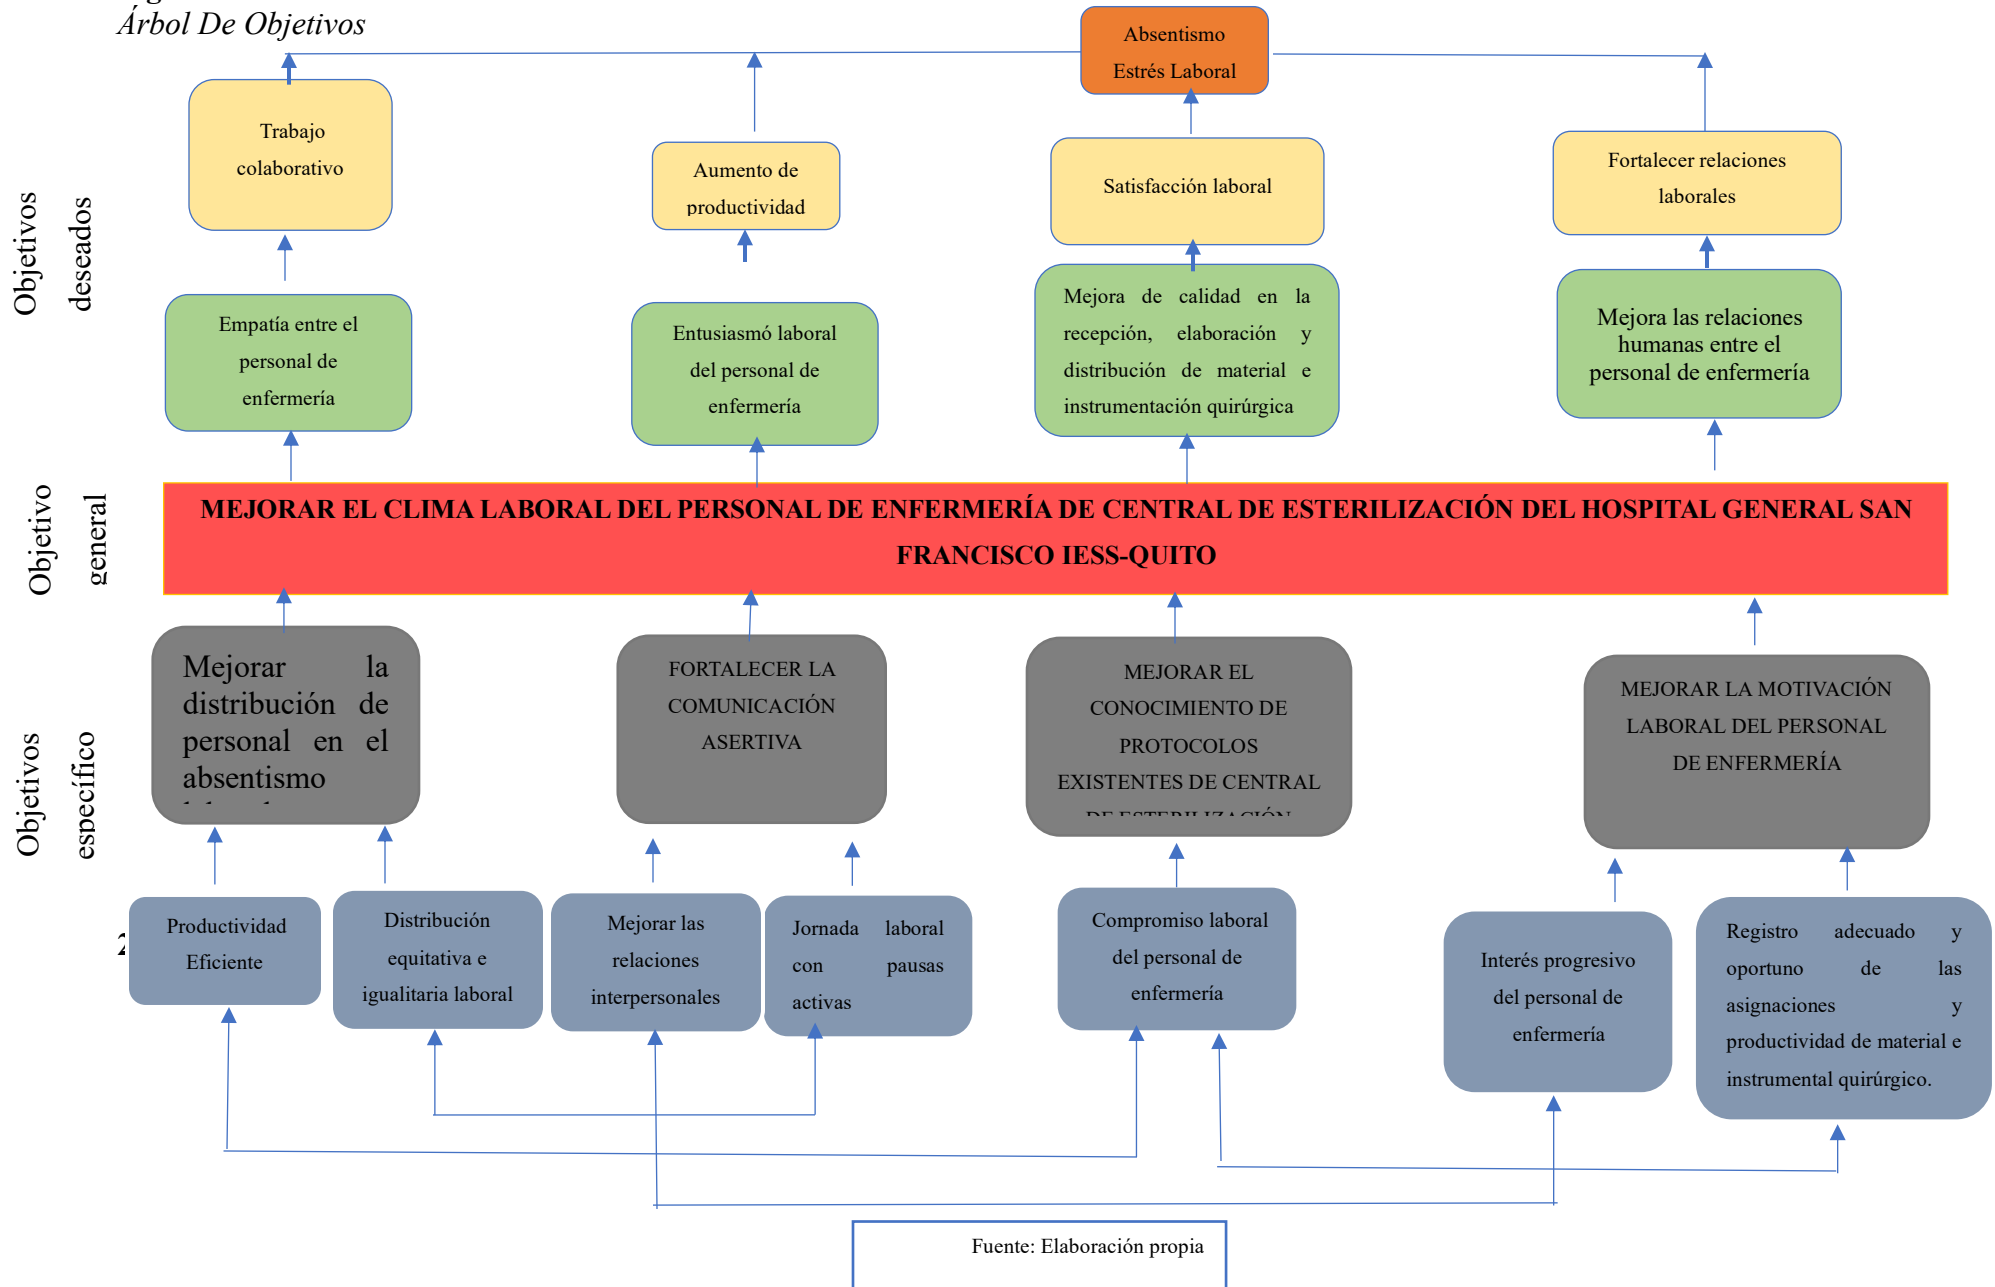 Árbol De Objetivos
Absentismo
Estrés Laboral
Trabajo
colaborativo
Aumento de
productividad
Satisfacción laboral
Fortalecer relaciones
laborales
Objetivos
deseados
Empatía entre el
personal de
enfermería
Entusiasmó laboral
del personal de
enfermería
Mejora de calidad en la
recepción, elaboración y
distribución de material e
instrumentación quirúrgica
Mejora las relaciones
humanas entre el
personal de enfermería
Objetivo
general
MEJORAR EL CLIMA LABORAL DEL PERSONAL DE ENFERMERÍA DE CENTRAL DE ESTERILIZACIÓN DEL HOSPITAL GENERAL SAN
FRANCISCO IESS-QUITO
Objetivos
específico
Mejorar la
distribución de
personal en el
absentismo
FORTALECER LA
COMUNICACIÓN
ASERTIVA
MEJORAR EL
CONOCIMIENTO DE
PROTOCOLOS
EXISTENTES DE CENTRAL
DE ESTERILIZACIÓN
MEJORAR LA MOTIVACIÓN
LABORAL DEL PERSONAL
DE ENFERMERÍA
Productividad
Eficiente
Distribución
equitativa e
igualitaria laboral
Mejorar las
relaciones
interpersonales
Jornada laboral
con pausas
activas
Compromiso laboral
del personal de
enfermería
Interés progresivo
del personal de
enfermería
Registro adecuado y
oportuno de las
asignaciones y
productividad de material e
instrumental quirúrgico.
Fuente: Elaboración propia